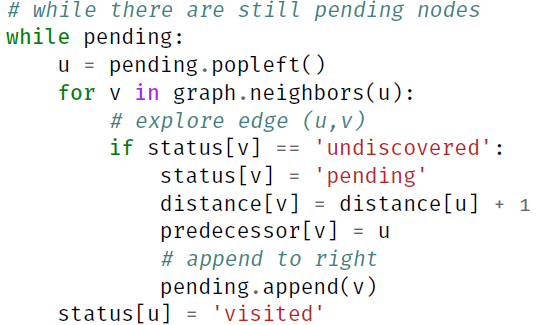 # while there are still pending nodes
while pending:
    u = pending.popleft()
    for v in graph.neighbors(u):
        # explore edge (u,v)
        if status[v] == 'undiscovered':
            status[v] = 'pending'
            distance[v] = distance[u] + 1
            predecessor[v] = u
            # append to right
            pending.append(v)
    status[u] = 'visited'